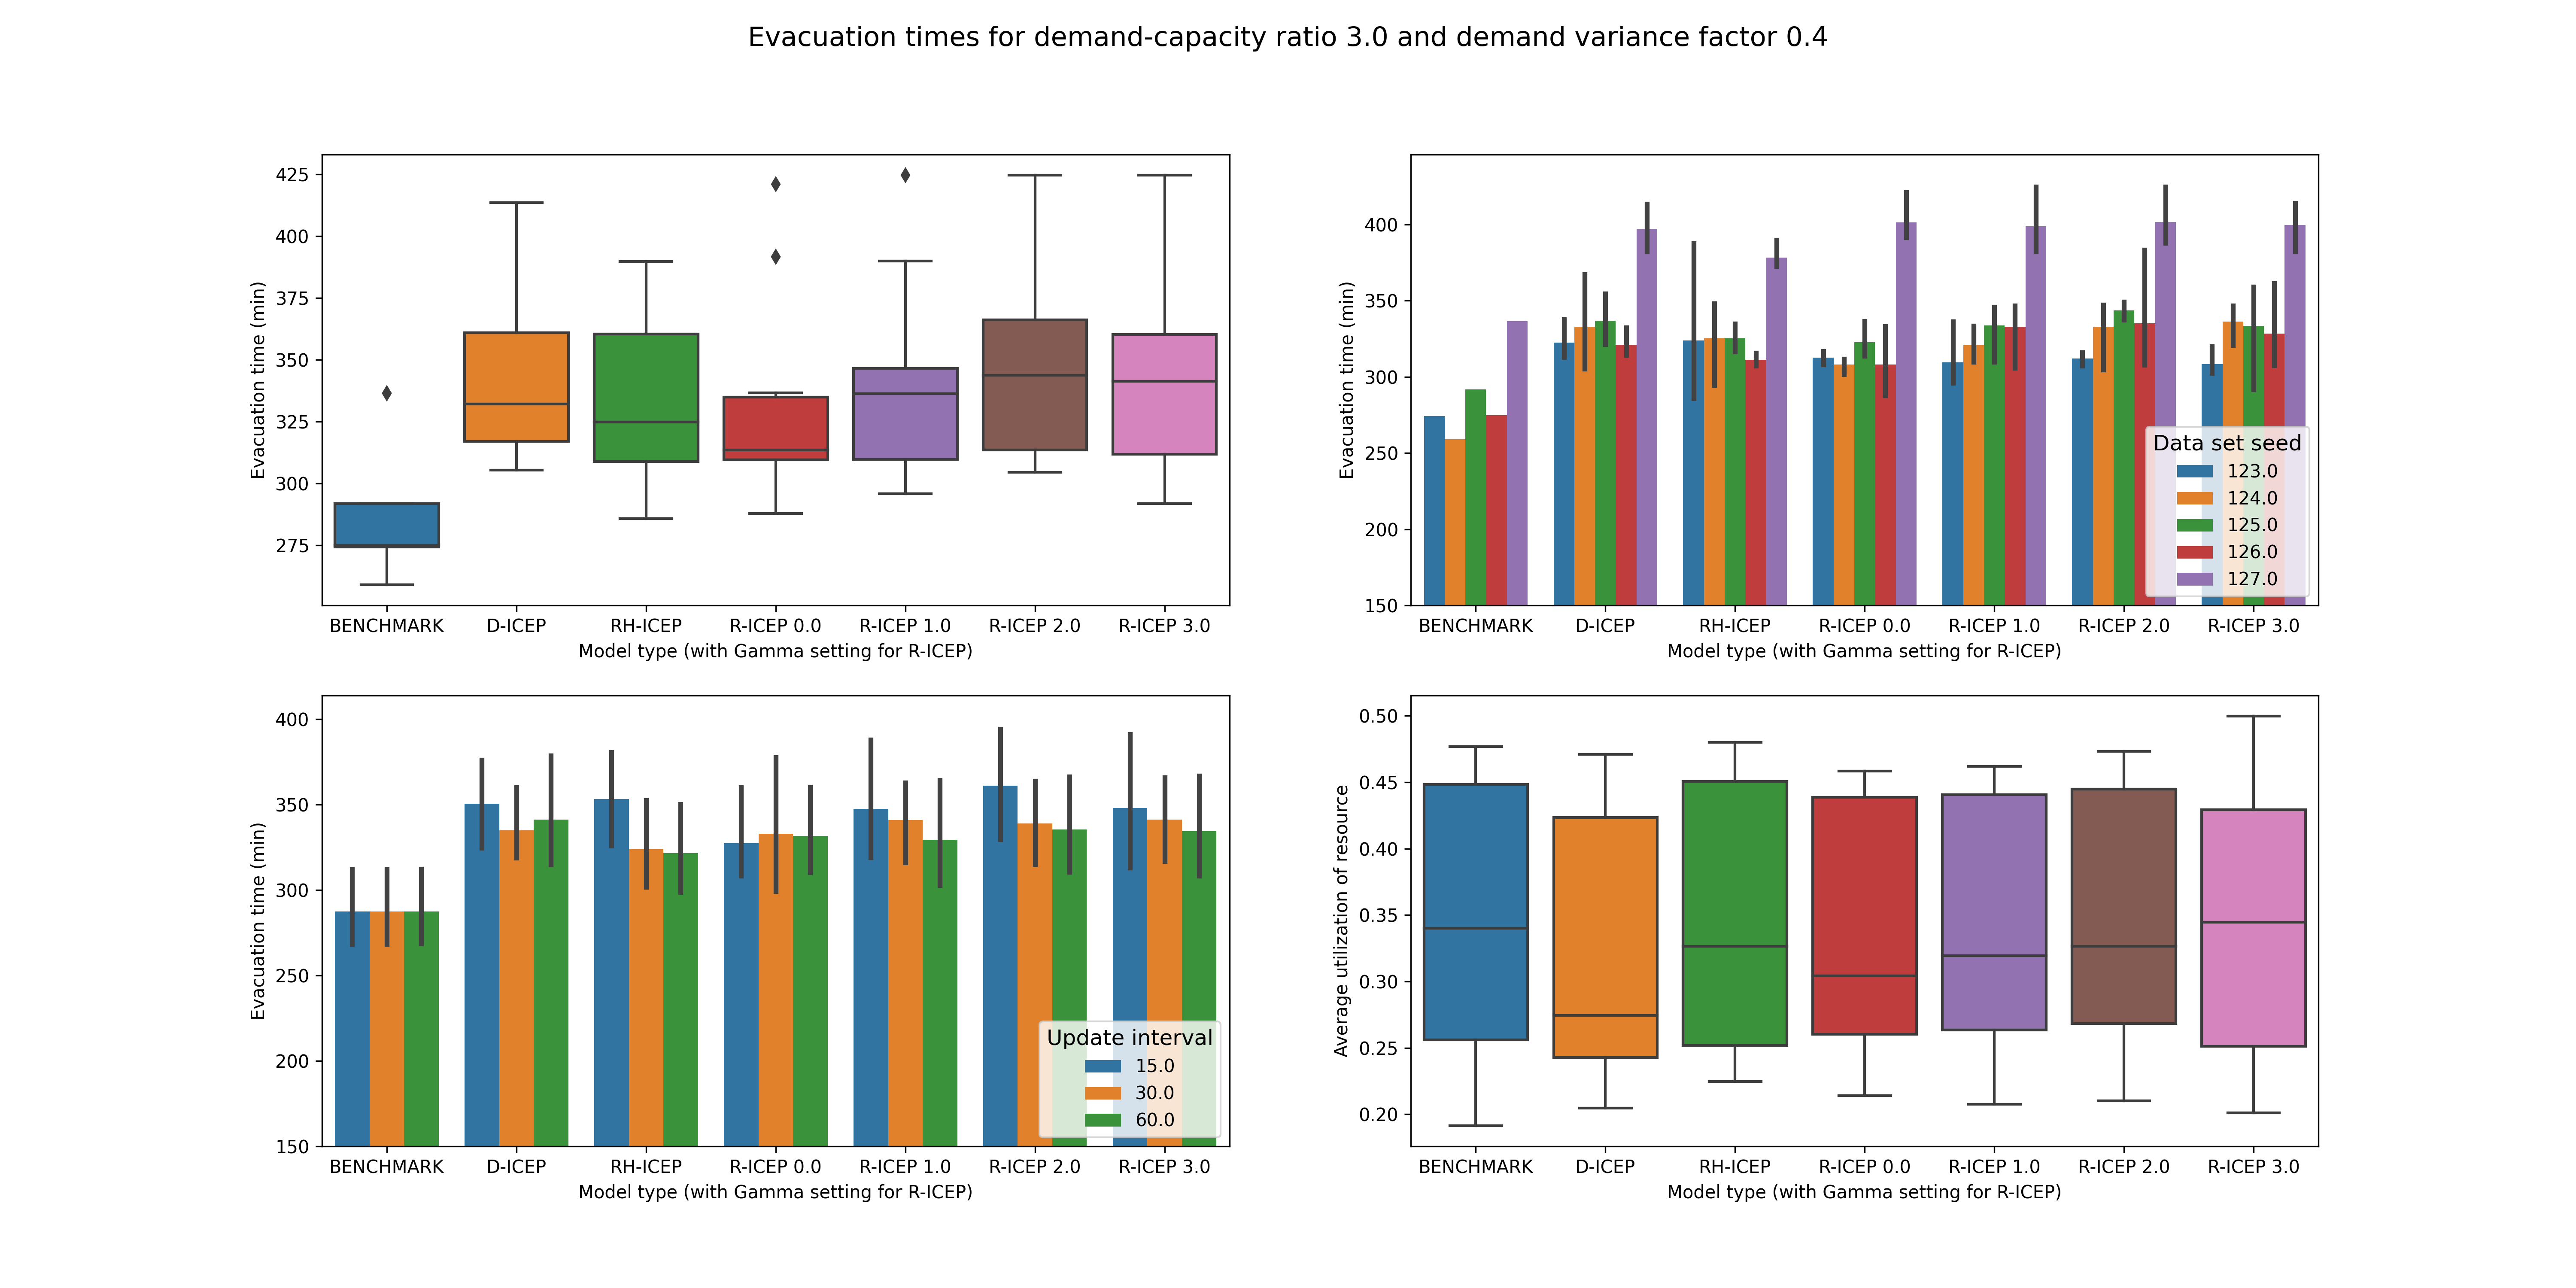 Evacuation times for demand-capacity ratio 3.0 and demand variance factor 0.4
Evacuation time (min)
425
400
375
350
325
300
275
BENCHMARK D-ICEP RH-ICEP R-ICEP 0.0 R-ICEP 1.0 R-ICEP 2.0 R-ICEP 3.0
Model type (with Gamma setting for R-ICEP)
Evacuation time (min)
400
350
300
250
200
150
Data set seed
123.0
124.0
125.0
126.0
127.0
BENCHMARK D-ICEP RH-ICEP R-ICEP 0.0 R-ICEP 1.0 R-ICEP 2.0 R-ICEP 3.0
Model type (with Gamma setting for R-ICEP)
Evacuation time (min)
400
350
300
250
200
150
Update interval
15.0
30.0
60.0
BENCHMARK D-ICEP RH-ICEP R-ICEP 0.0 R-ICEP 1.0 R-ICEP 2.0 R-ICEP 3.0
Model type (with Gamma setting for R-ICEP)
Average utilization of resource
0.50
0.45
0.40
0.35
0.30
0.25
0.20
BENCHMARK D-ICEP RH-ICEP R-ICEP 0.0 R-ICEP 1.0 R-ICEP 2.0 R-ICEP 3.0
Model type (with Gamma setting for R-ICEP)